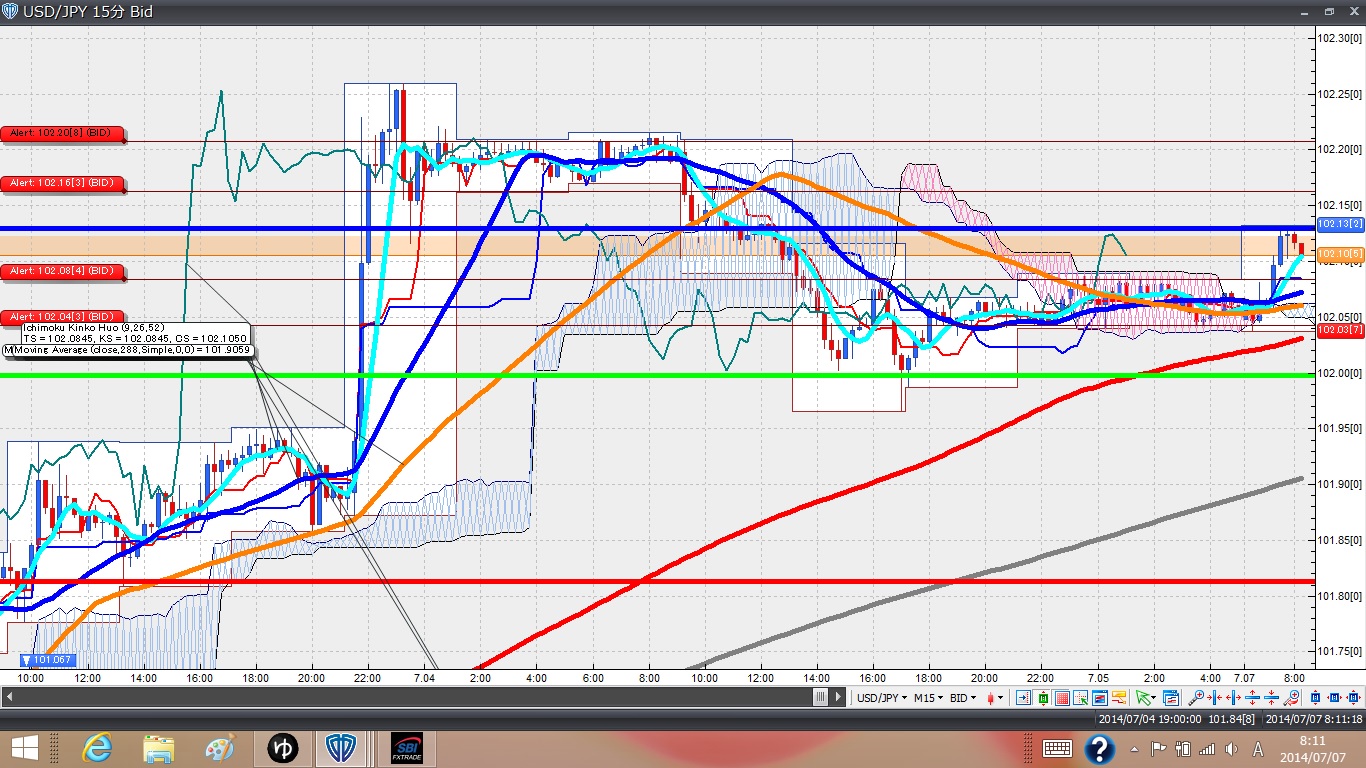 USD/JPY 15分 Bid
102.30[0]
102.25[0]
Alert: 102.20[8] (BID)
102.20[0]
Alert: 102.16[3] (BID)
102.15[0]
102.13[2]
102.10[5]
Alert: 102.08[4] (BID)
Alert: 102.04[3] (BID)
102.05[0]
Ichimoku Kinko Huo (9,26,52)
102.03[7]
TS = 102.0845, KS = 102.0845, CS = 102.1050
Moving Average (close,288,Simple,0,0) = 101.9059
102.00[0]
101.95[0]
101.90[0]
101.85[0]
101.80[0]
101.75[0]
▼ 101.067
10:00 12:00 14:00 16:00 18:00 20:00 22:00 7.04 2:00 4:00 6:00 8:00 10:00 12:00 14:00 16:00 18:00 20:00 22:00 7.05 2:00 4:00 7.07 8:00
USD/JPY M15 BID
2014/07/04 19:00:00 101.84[8] 2014/07/07 8:11:18
ゆ
SBI
FXTRADE
A
8:11
2014/07/07